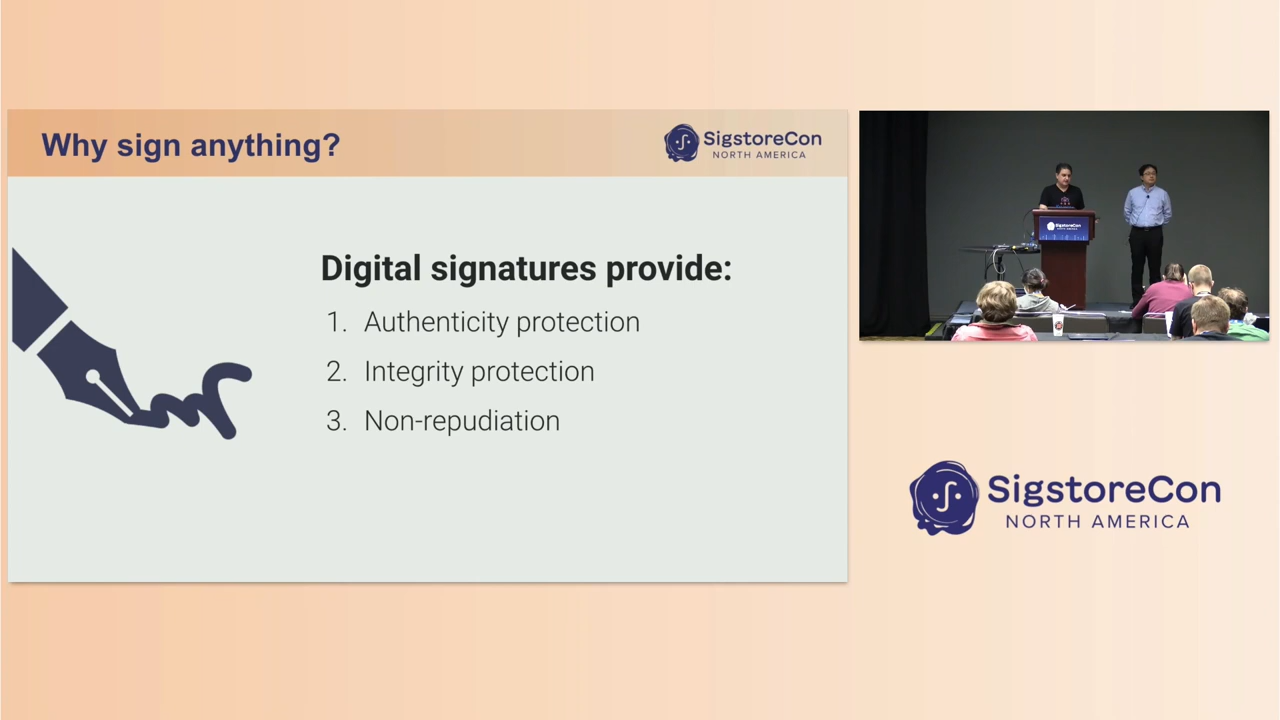 Why sign anything?
SigstoreCon
NORTH AMERICA
Digital signatures provide:
1. Authenticity protection
2. Integrity protection
3. Non-repudiation
SigstoreCon
NORTH AMERICA
SigstoreCon
NORTH AMERICA